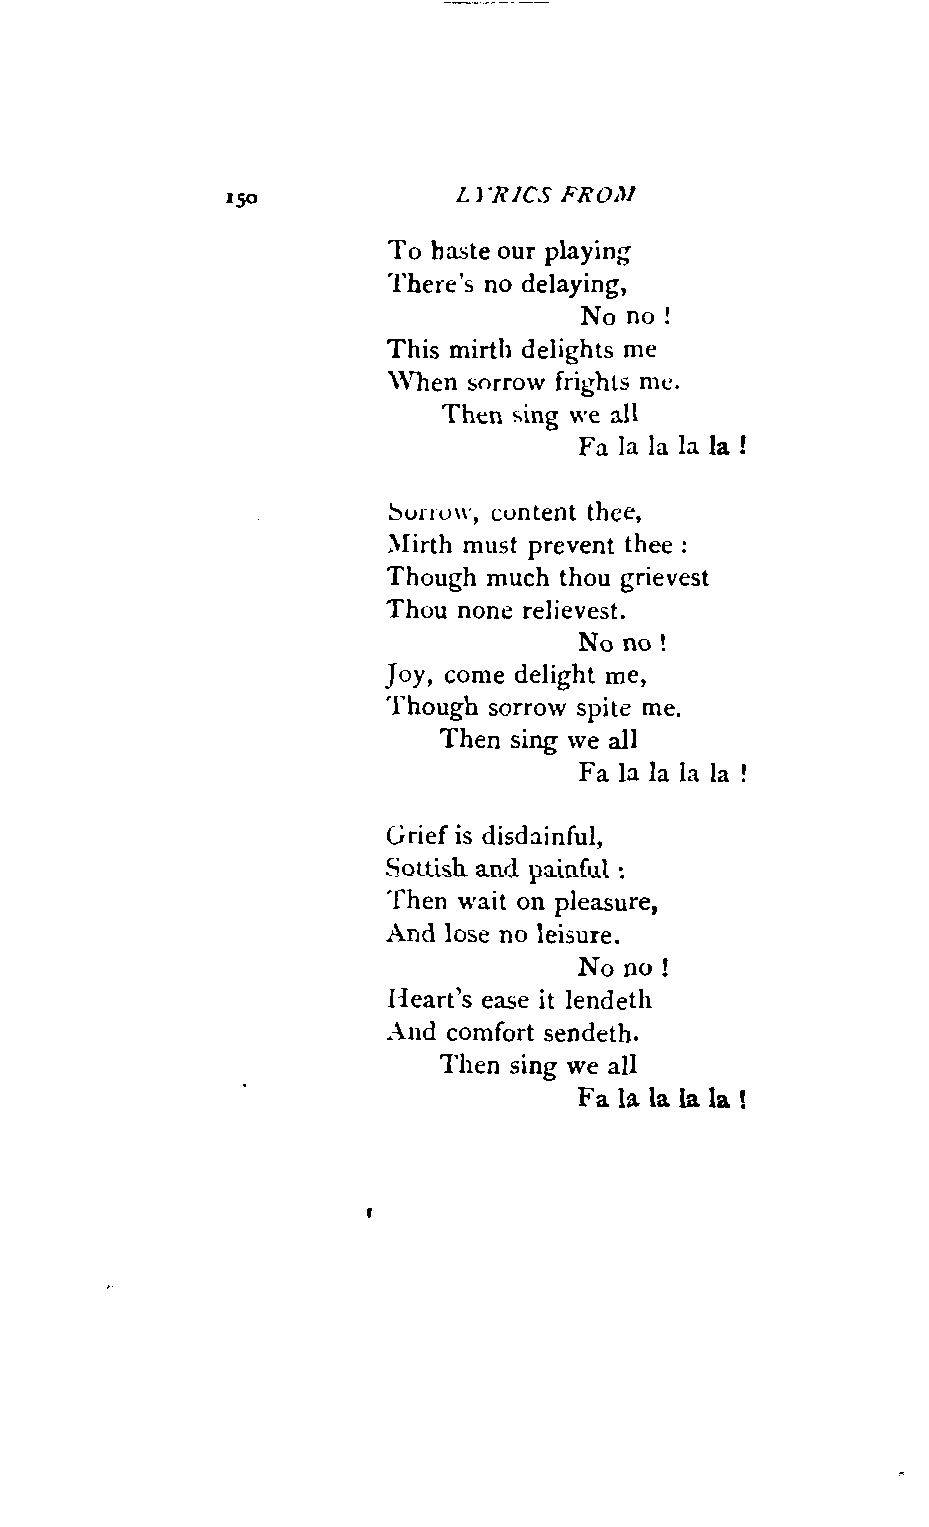 150 LYRICS FROM
To haste our playing
There's no delaying,
No no !
This mirth delights me
When sorrow frights me.
Then sing we all
Fa la la la la !
Sorrow, content thee,
Mirth must prevent thee :
Though much thou grievest
Thou none relievest.
No no !
Joy, come delight me,
Though sorrow spite me.
Then sing we all
Fa la la la la !
Grief is disdainful,
Sottish and painful :
Then wait on pleasure,
And lose no leisure.
No no !
Heart's ease it lendeth
And comfort sendeth.
Then sing we all
Fa la la la la !